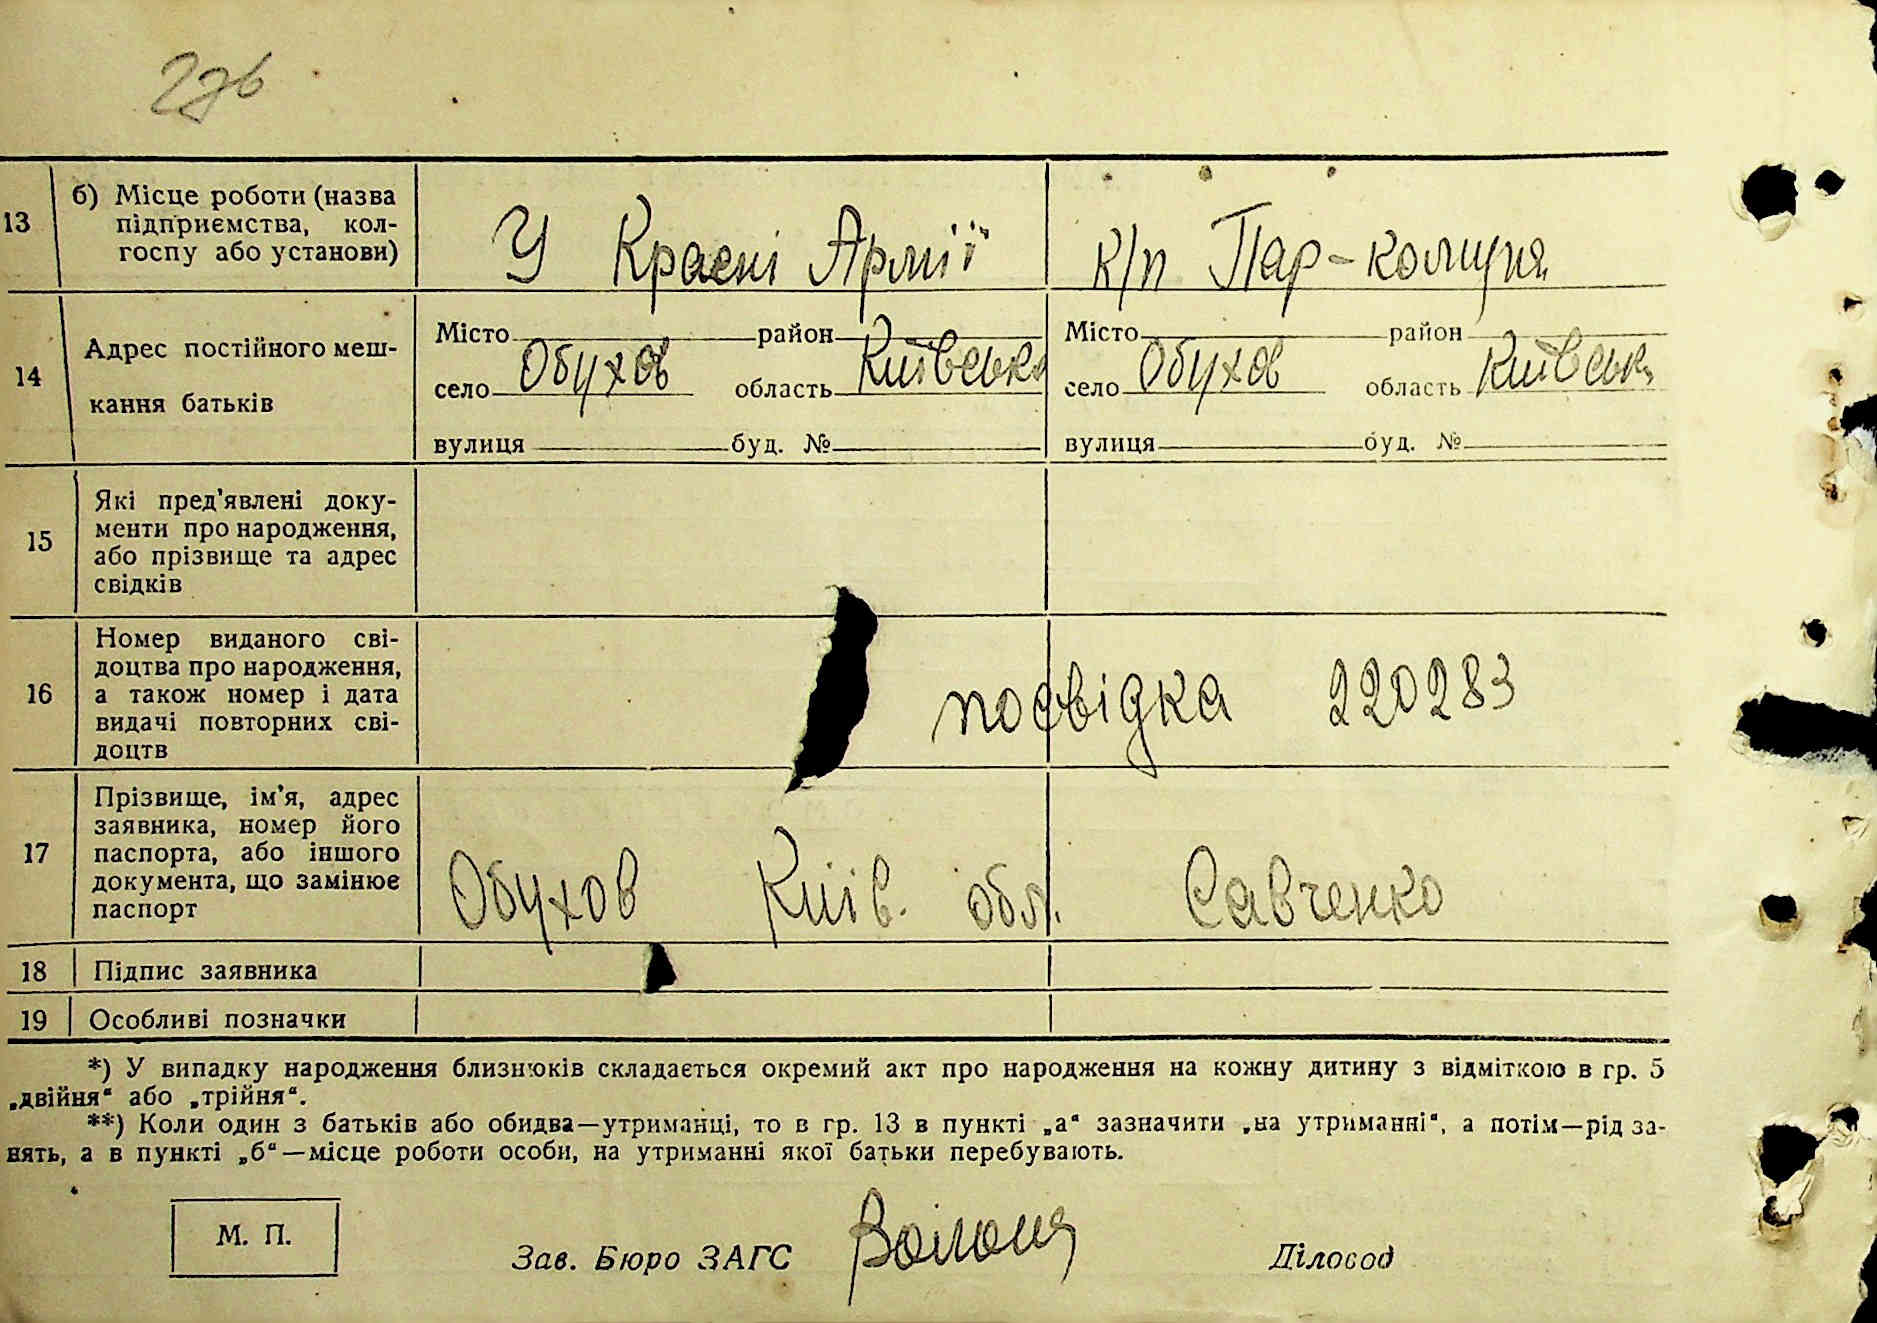 13
б) Місце роботи (назва
підприємства, кол-
госпу або установи)
У Красні Армії
к/п Пар-комуня
14
Адрес постійного меш-
кання батьків
Місто район
село Обухов область Київська
вулиця буд. №
Місто район
село Обухов область Київськ
вулиця буд. №
15
Які пред'явлені доку-
менти про народження,
або прізвище та адрес
свідків
16
Номер виданого сві-
доцтва про народження,
а також номер і дата
видачі повторних сві-
доцтв
посвідка 220283
17
Прізвище, ім'я, адрес
заявника, номер його
паспорта, або іншого
документа, що замінює
паспорт
Обухов Київ. обл. Савченко
18 Підпис заявника
19 Особливі позначки
*) У випадку народження близнюків складається окремий акт про народження на кожну дитину з відміткою в гр. 5
„двійня“ або „трійня“.
**) Коли один з батьків або обидва—утриманці, то в гр. 13 в пункті „а“ зазначити „на утриманні“, а потім—рід за-
нять, а в пункті „б“—місце роботи особи, на утриманні якої батьки перебувають.
М. П.
Зав. Бюро ЗАГС
Діловод